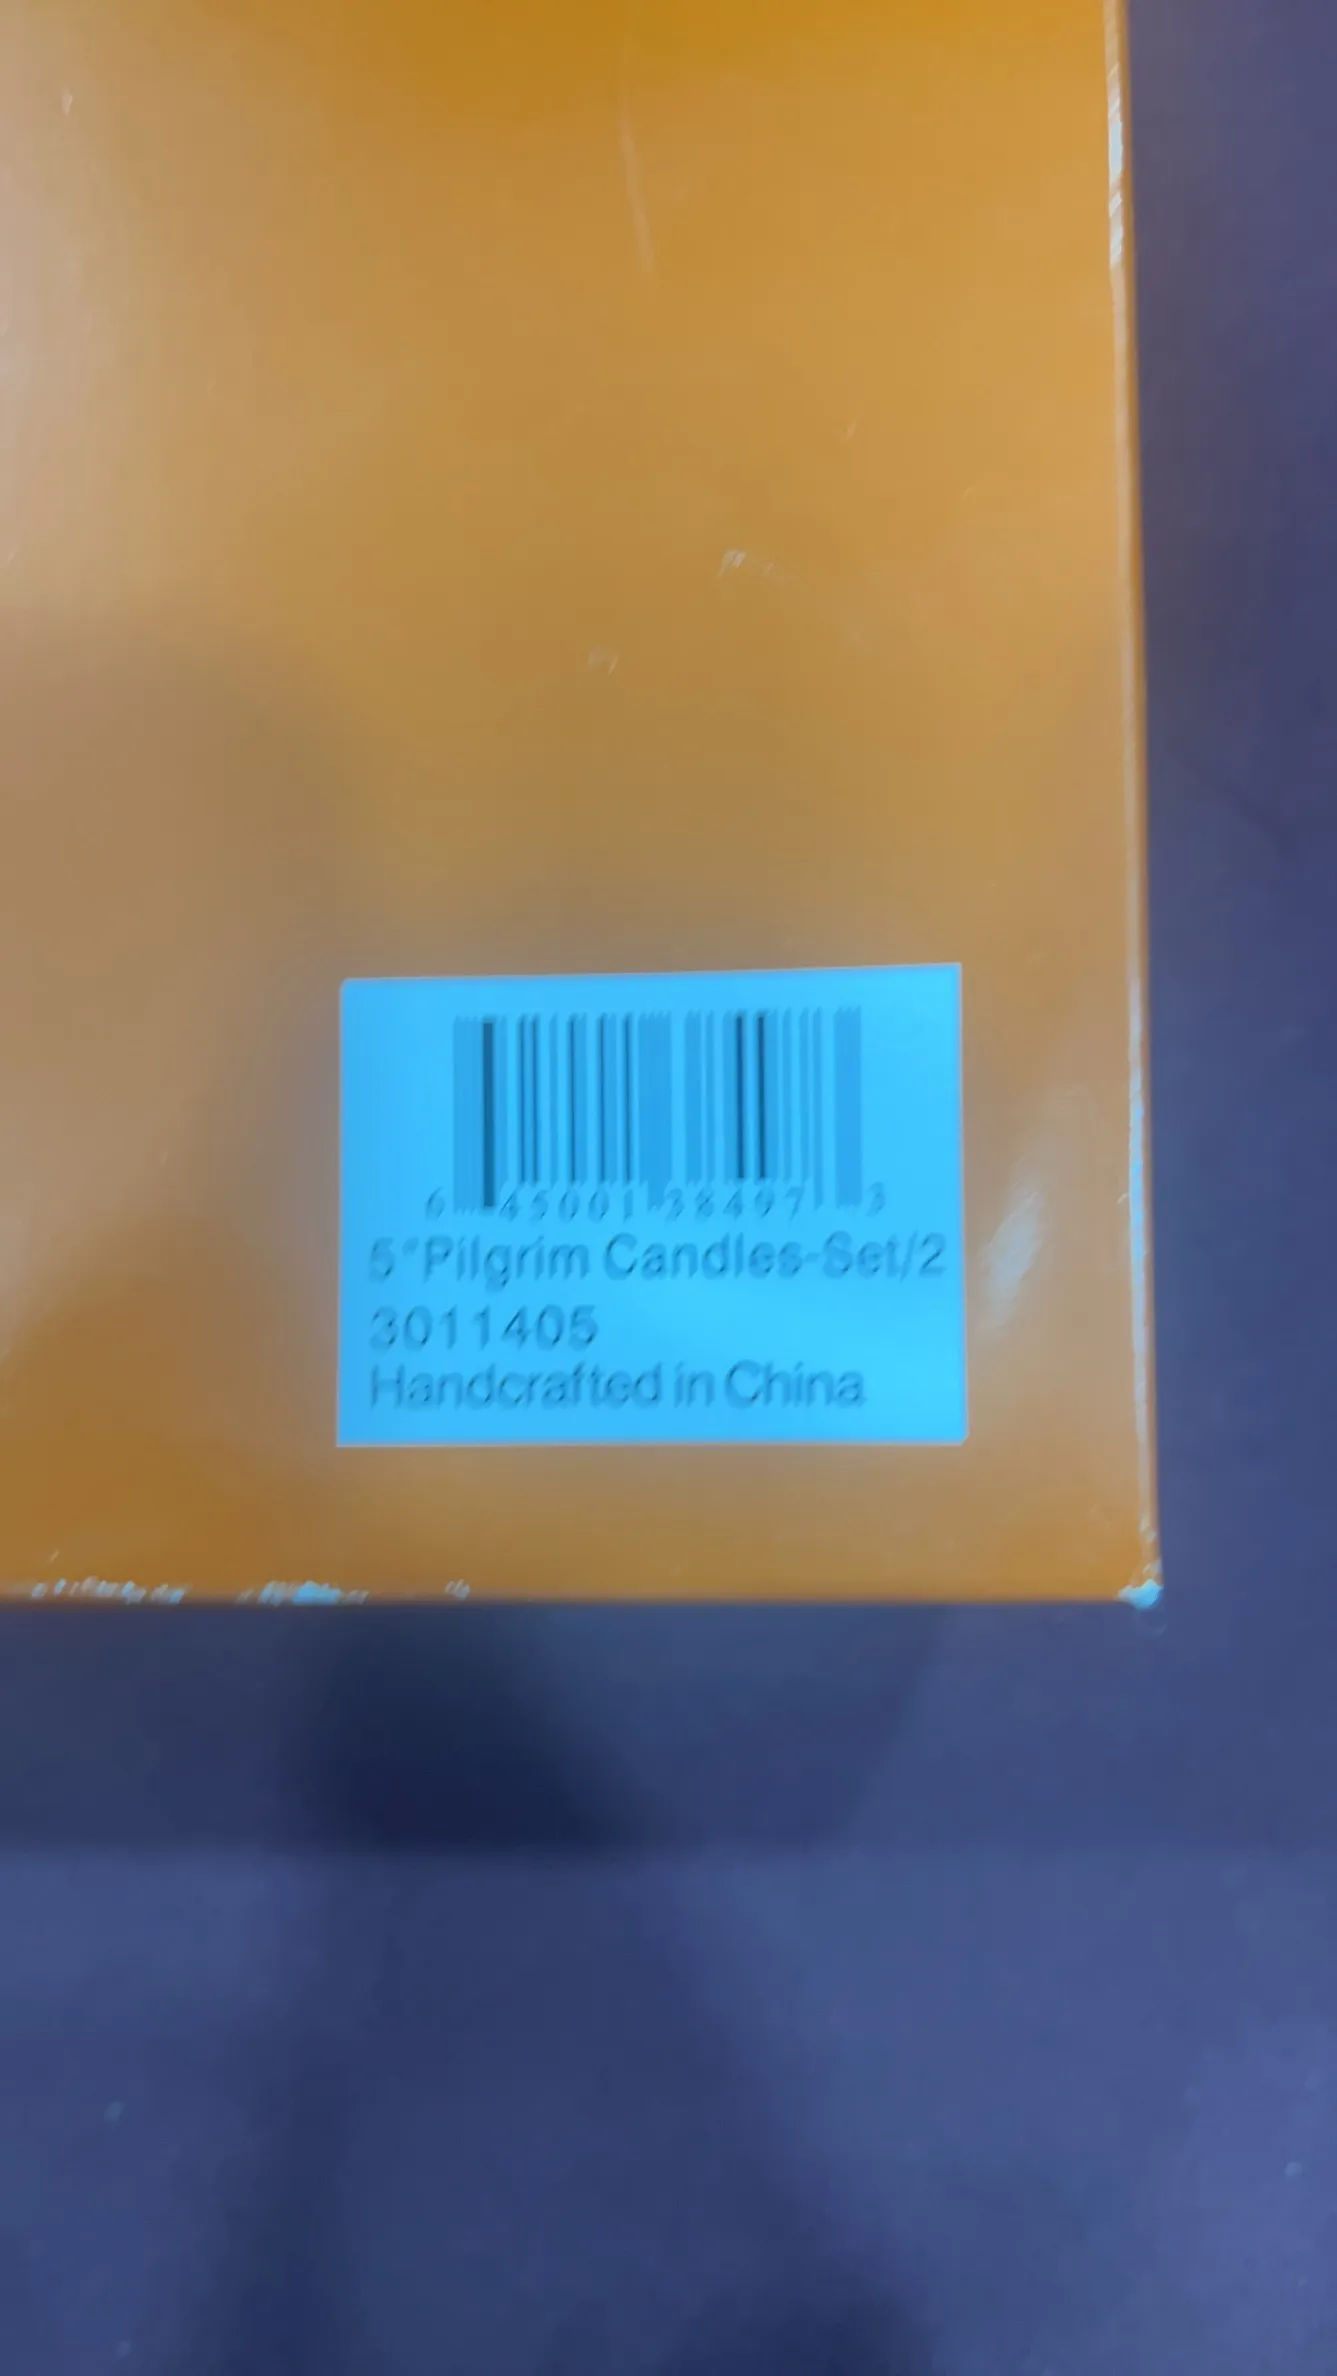 6 45001 38497 3
5"Pilgrim Candles-Set/2
3011405
Handcrafted in China